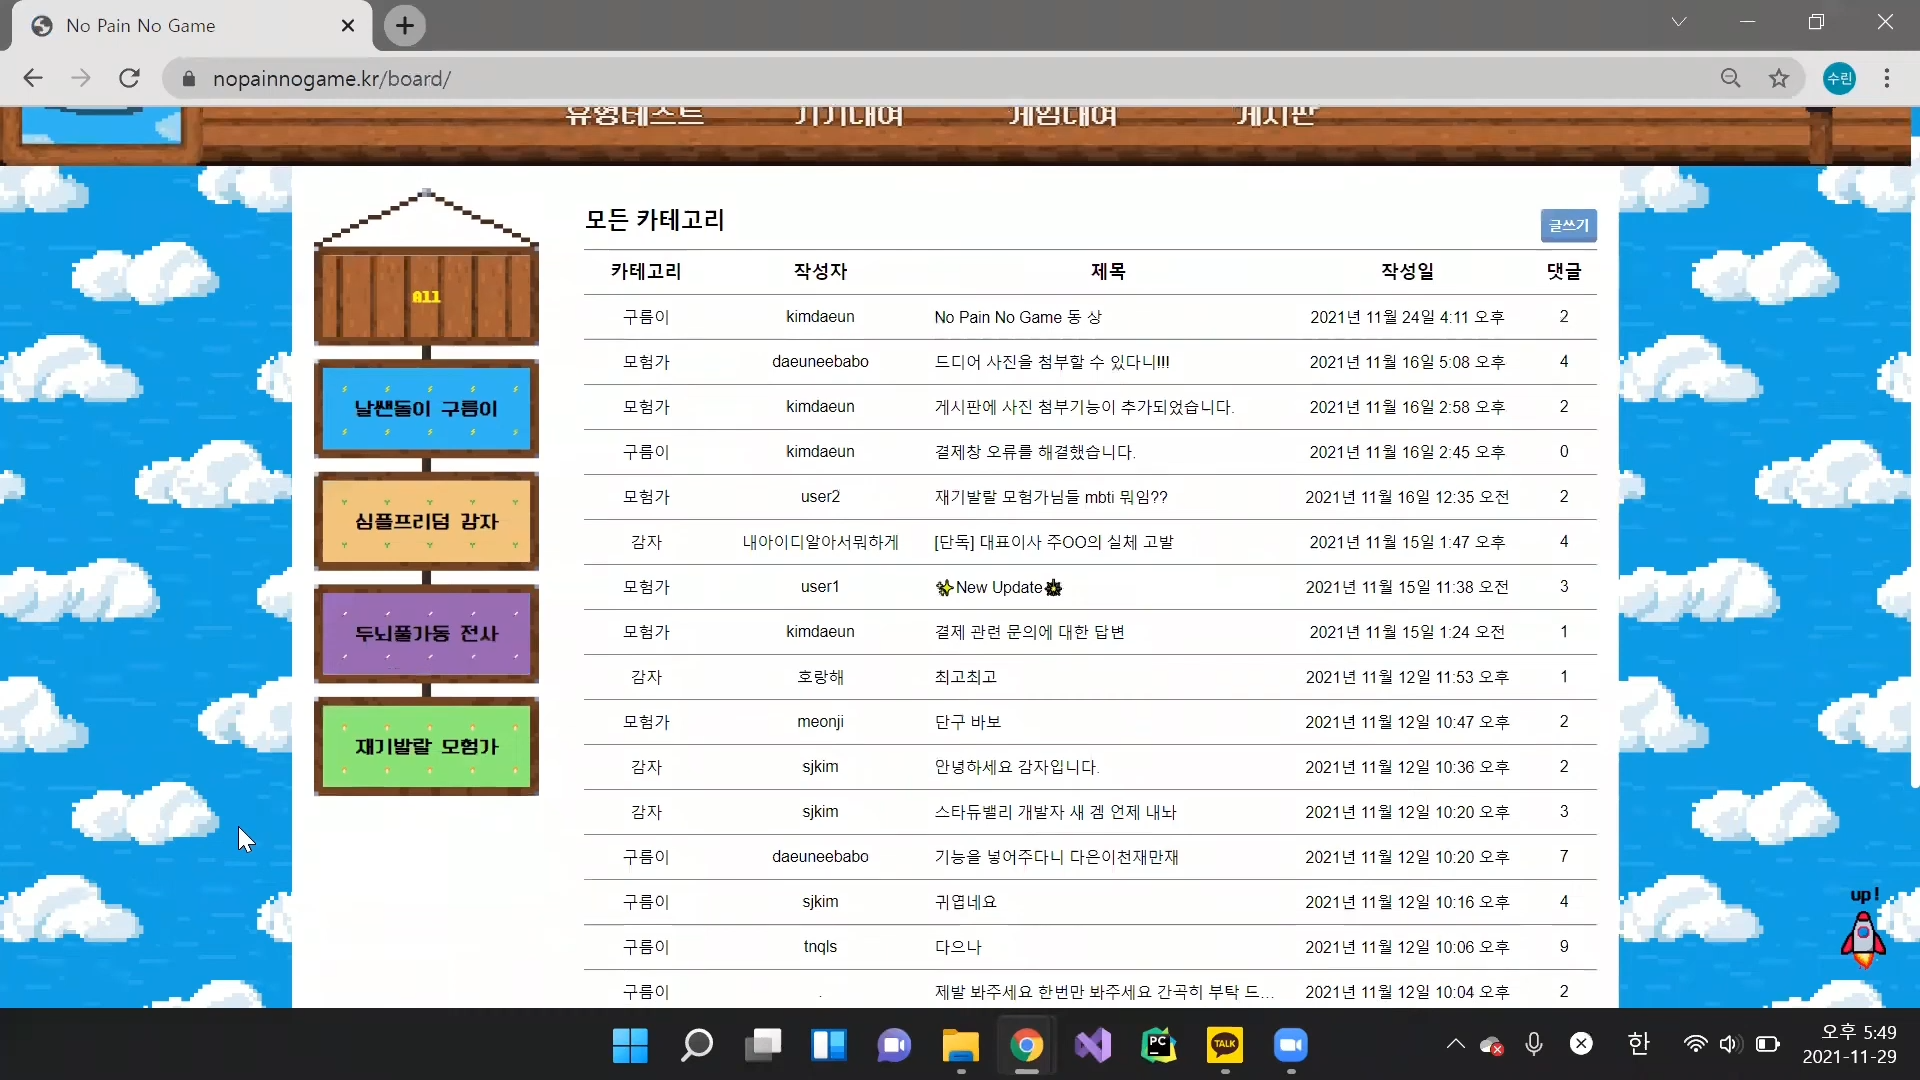 No Pain No Game
nopainnogame.kr/board/
수린
유형테스트 기기대여 게임대여 게시판
모든 카테고리
글쓰기
카테고리 작성자 제목 작성일 댓글
구름이 kimdaeun No Pain No Game 동 상 2021년 11월 24일 4:11 오후 2
모험가 daeuneebabo 드디어 사진을 첨부할 수 있다니!!! 2021년 11월 16일 5:08 오후 4
모험가 kimdaeun 게시판에 사진 첨부기능이 추가되었습니다. 2021년 11월 16일 2:58 오후 2
구름이 kimdaeun 결제창 오류를 해결했습니다. 2021년 11월 16일 2:45 오후 0
모험가 user2 재기발랄 모험가님들 mbti 뭐임?? 2021년 11월 16일 12:35 오전 2
감자 내아이디알아서뭐하게 [단독] 대표이사 주OO의 실체 고발 2021년 11월 15일 1:47 오후 4
모험가 user1 ✨New Update🌟 2021년 11월 15일 11:38 오전 3
모험가 kimdaeun 결제 관련 문의에 대한 답변 2021년 11월 15일 1:24 오전 1
감자 호랑해 최고최고 2021년 11월 12일 11:53 오후 1
모험가 meonji 단구 바보 2021년 11월 12일 10:47 오후 2
감자 sjkim 안녕하세요 감자입니다. 2021년 11월 12일 10:36 오후 2
감자 sjkim 스타듀밸리 개발자 새 겜 언제 내놔 2021년 11월 12일 10:20 오후 3
구름이 daeuneebabo 기능을 넣어주다니 다은이천재만재 2021년 11월 12일 10:20 오후 7
구름이 sjkim 귀엽네요 2021년 11월 12일 10:16 오후 4
구름이 tnqls 다으나 2021년 11월 12일 10:06 오후 9
구름이 . 제발 봐주세요 한번만 봐주세요 간곡히 부탁 드... 2021년 11월 12일 10:04 오후 2
All
날쌘돌이 구름이
심플프리덤 감자
두뇌풀가동 전사
재기발랄 모험가
up!
PC
TALK
한
오후 5:49
2021-11-29